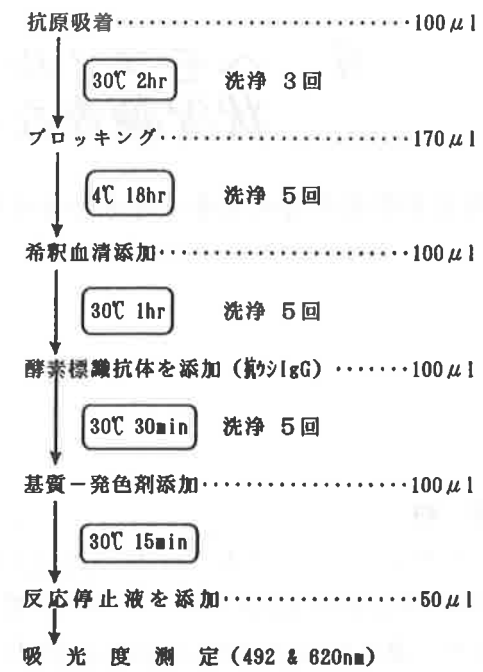 抗原吸着····················100μl
30℃ 2hr 洗浄 3回
ブロッキング·················170μl
4℃ 18hr 洗浄 5回
希釈血清添加·················100μl
30℃ 1hr 洗浄 5回
酵素標識抗体を添加(抗ウシIgG)·······100μl
30℃ 30min 洗浄 5回
基質-発色剤添加···············100μl
30℃ 15min
反応停止液を添加···············50μl
吸光度測定(492 & 620nm)